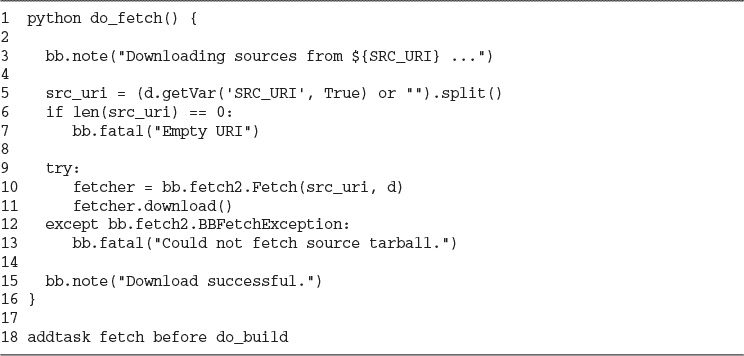 1 python do_fetch() {
2
3 bb.note("Downloading sources from ${SRC_URI} ...")
4
5 src_uri = (d.getVar('SRC_URI', True) or "").split()
6 if len(src_uri) == 0:
7 bb.fatal("Empty URI")
8
9 try:
10 fetcher = bb.fetch2.Fetch(src_uri, d)
11 fetcher.download()
12 except bb.fetch2.BBFetchException:
13 bb.fatal("Could not fetch source tarball.")
14
15 bb.note("Download successful.")
16 }
17
18 addtask fetch before do_build